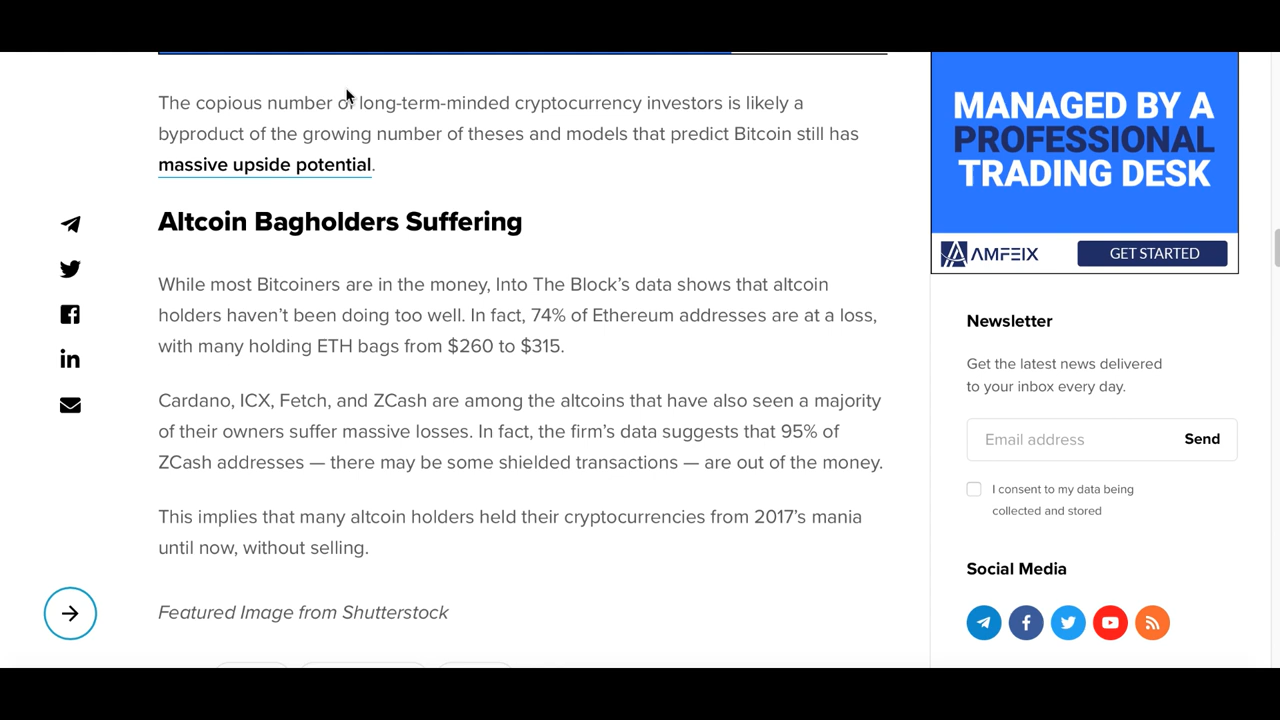 The copious number of long-term-minded cryptocurrency investors is likely a
byproduct of the growing number of theses and models that predict Bitcoin still has
massive upside potential.
Altcoin Bagholders Suffering
While most Bitcoiners are in the money, Into The Block’s data shows that altcoin
holders haven’t been doing too well. In fact, 74% of Ethereum addresses are at a loss,
with many holding ETH bags from $260 to $315.
Cardano, ICX, Fetch, and ZCash are among the altcoins that have also seen a majority
of their owners suffer massive losses. In fact, the firm’s data suggests that 95% of
ZCash addresses — there may be some shielded transactions — are out of the money.
This implies that many altcoin holders held their cryptocurrencies from 2017’s mania
until now, without selling.
Featured Image from Shutterstock
MANAGED BY A
PROFESSIONAL
TRADING DESK
AMFEIX
GET STARTED
Newsletter
Get the latest news delivered
to your inbox every day.
Email address
Send
I consent to my data being
collected and stored
Social Media